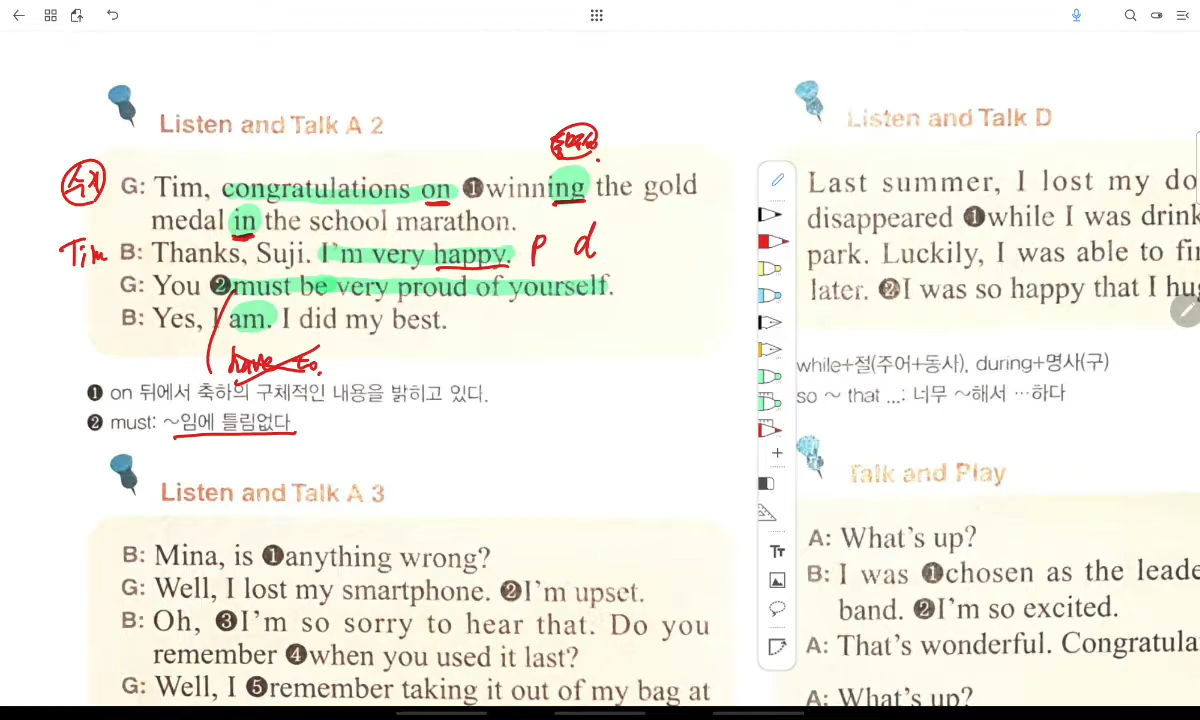 Listen and Talk A 2
수지
동명사
G: Tim, congratulations on ❶winning the gold
medal in the school marathon.
Tim B: Thanks, Suji. I'm very happy. p d
G: You ❷must be very proud of yourself.
B: Yes, I am. I did my best.
have to
❶ on 뒤에서 축하의 구체적인 내용을 밝히고 있다.
❷ must: ~임에 틀림없다
Listen and Talk A 3
B: Mina, is ❶anything wrong?
G: Well, I lost my smartphone. ❷I'm upset.
B: Oh, ❸I'm so sorry to hear that. Do you
remember ❹when you used it last?
G: Well, I ❺remember taking it out of my bag at
Listen and Talk D
Last summer, I lost my do
disappeared ❶while I was drink
park. Luckily, I was able to fi
later. ❷I was so happy that I hu
while+절(주어+동사), during+명사(구)
so ~ that ...: 너무 ~해서 …하다
Talk and Play
A: What's up?
B: I was ❶chosen as the leade
band. ❷I'm so excited.
A: That's wonderful. Congratula
A: What's up?
Tт